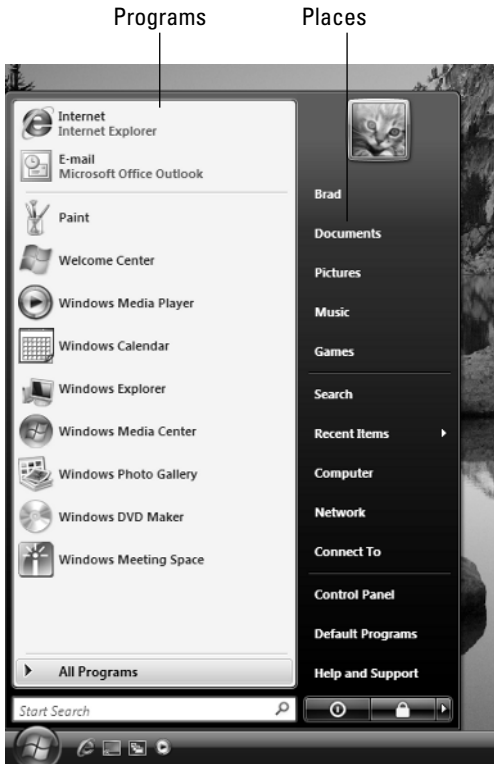 Programs
Places
Internet
Internet Explorer
E-mail
Microsoft Office Outlook
Paint
Welcome Center
Windows Media Player
Windows Calendar
Windows Explorer
Windows Media Center
Windows Photo Gallery
Windows DVD Maker
Windows Meeting Space
All Programs
Start Search
Brad
Documents
Pictures
Music
Games
Search
Recent Items
Computer
Network
Connect To
Control Panel
Default Programs
Help and Support